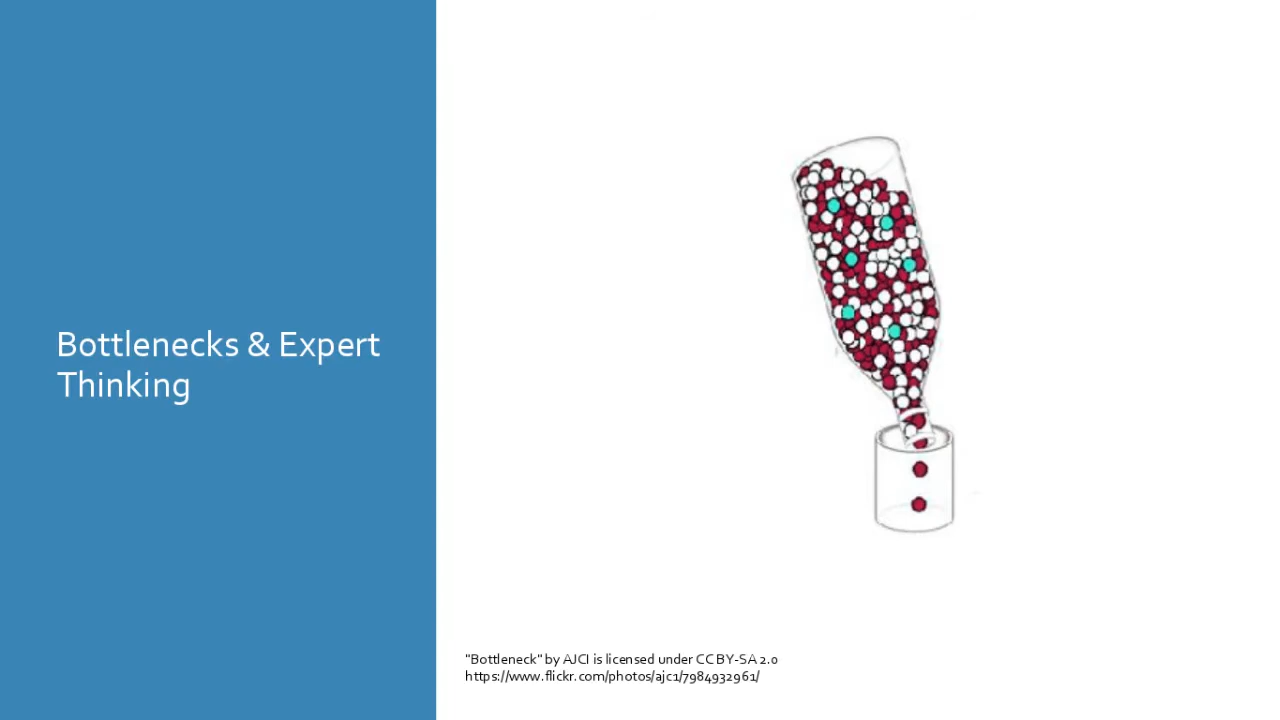 Bottlenecks & Expert
Thinking
"Bottleneck" by AJCI is licensed under CC BY-SA 2.0
https://www.flickr.com/photos/ajc1/7984932961/